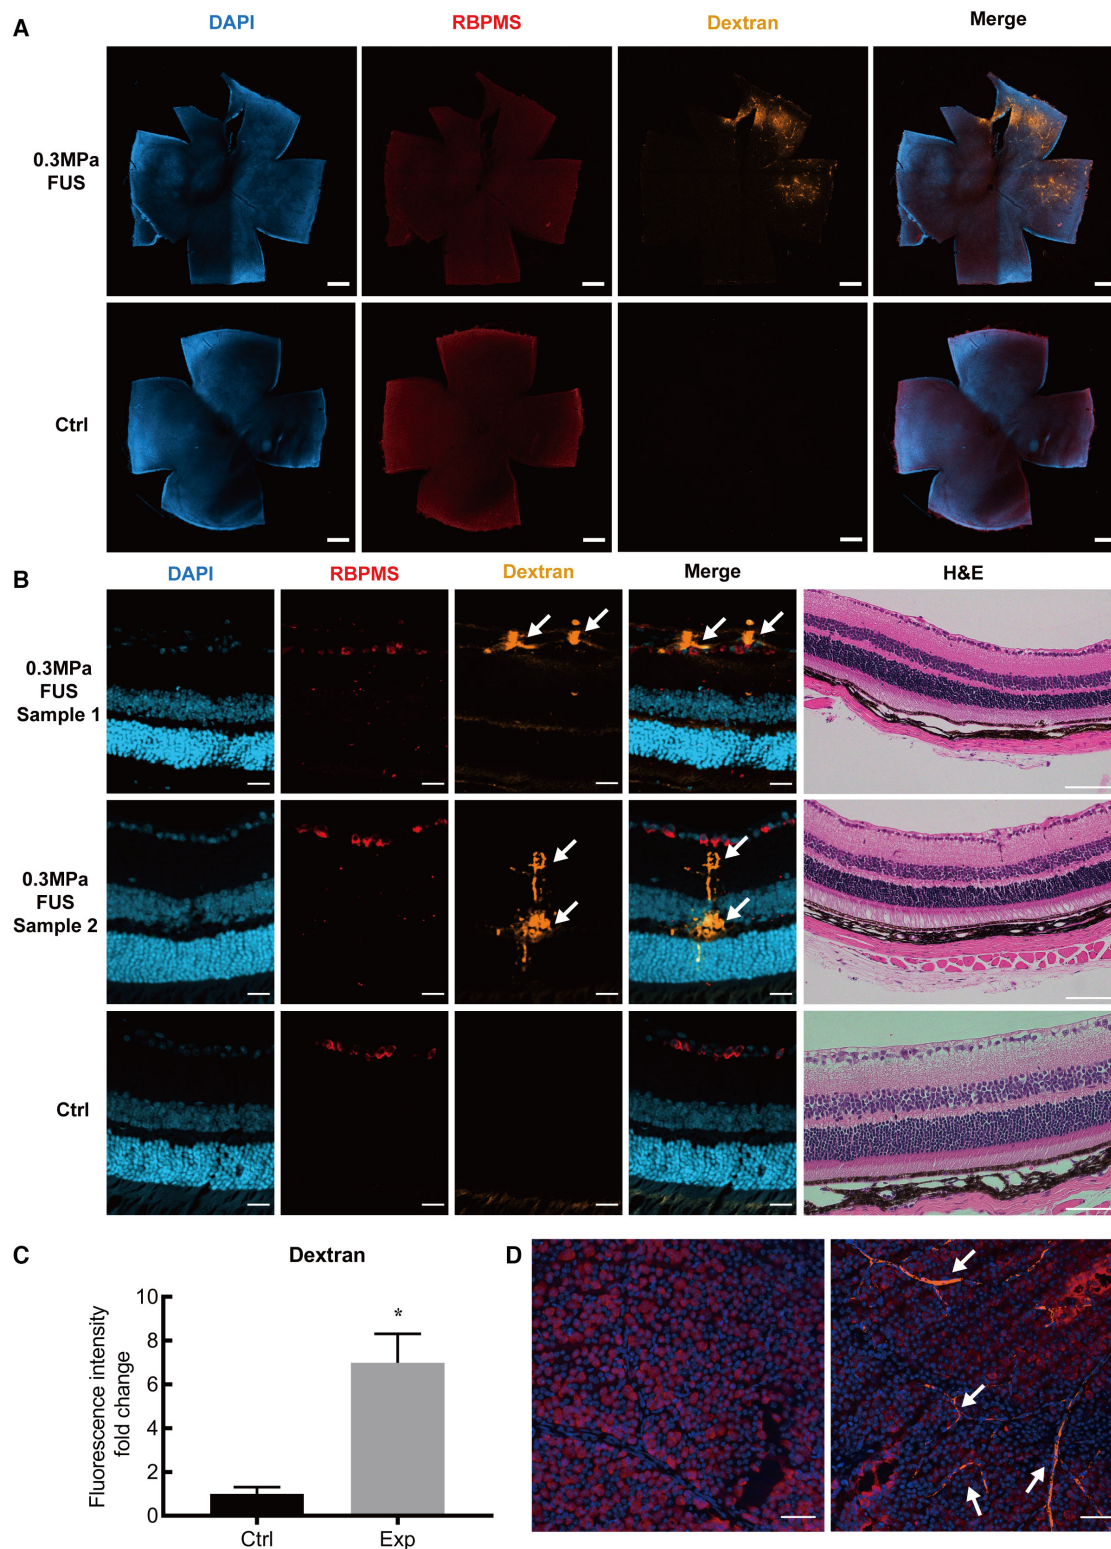 A
DAPI
RBPMS
Dextran
Merge
0.3MPa
FUS
Ctrl
B
DAPI
RBPMS
Dextran
Merge
H&E
0.3MPa
FUS
Sample 1
0.3MPa
FUS
Sample 2
Ctrl
C
Dextran
Fluorescence intensity
fold change
10
8
6
4
2
0
*
Ctrl
Exp
D